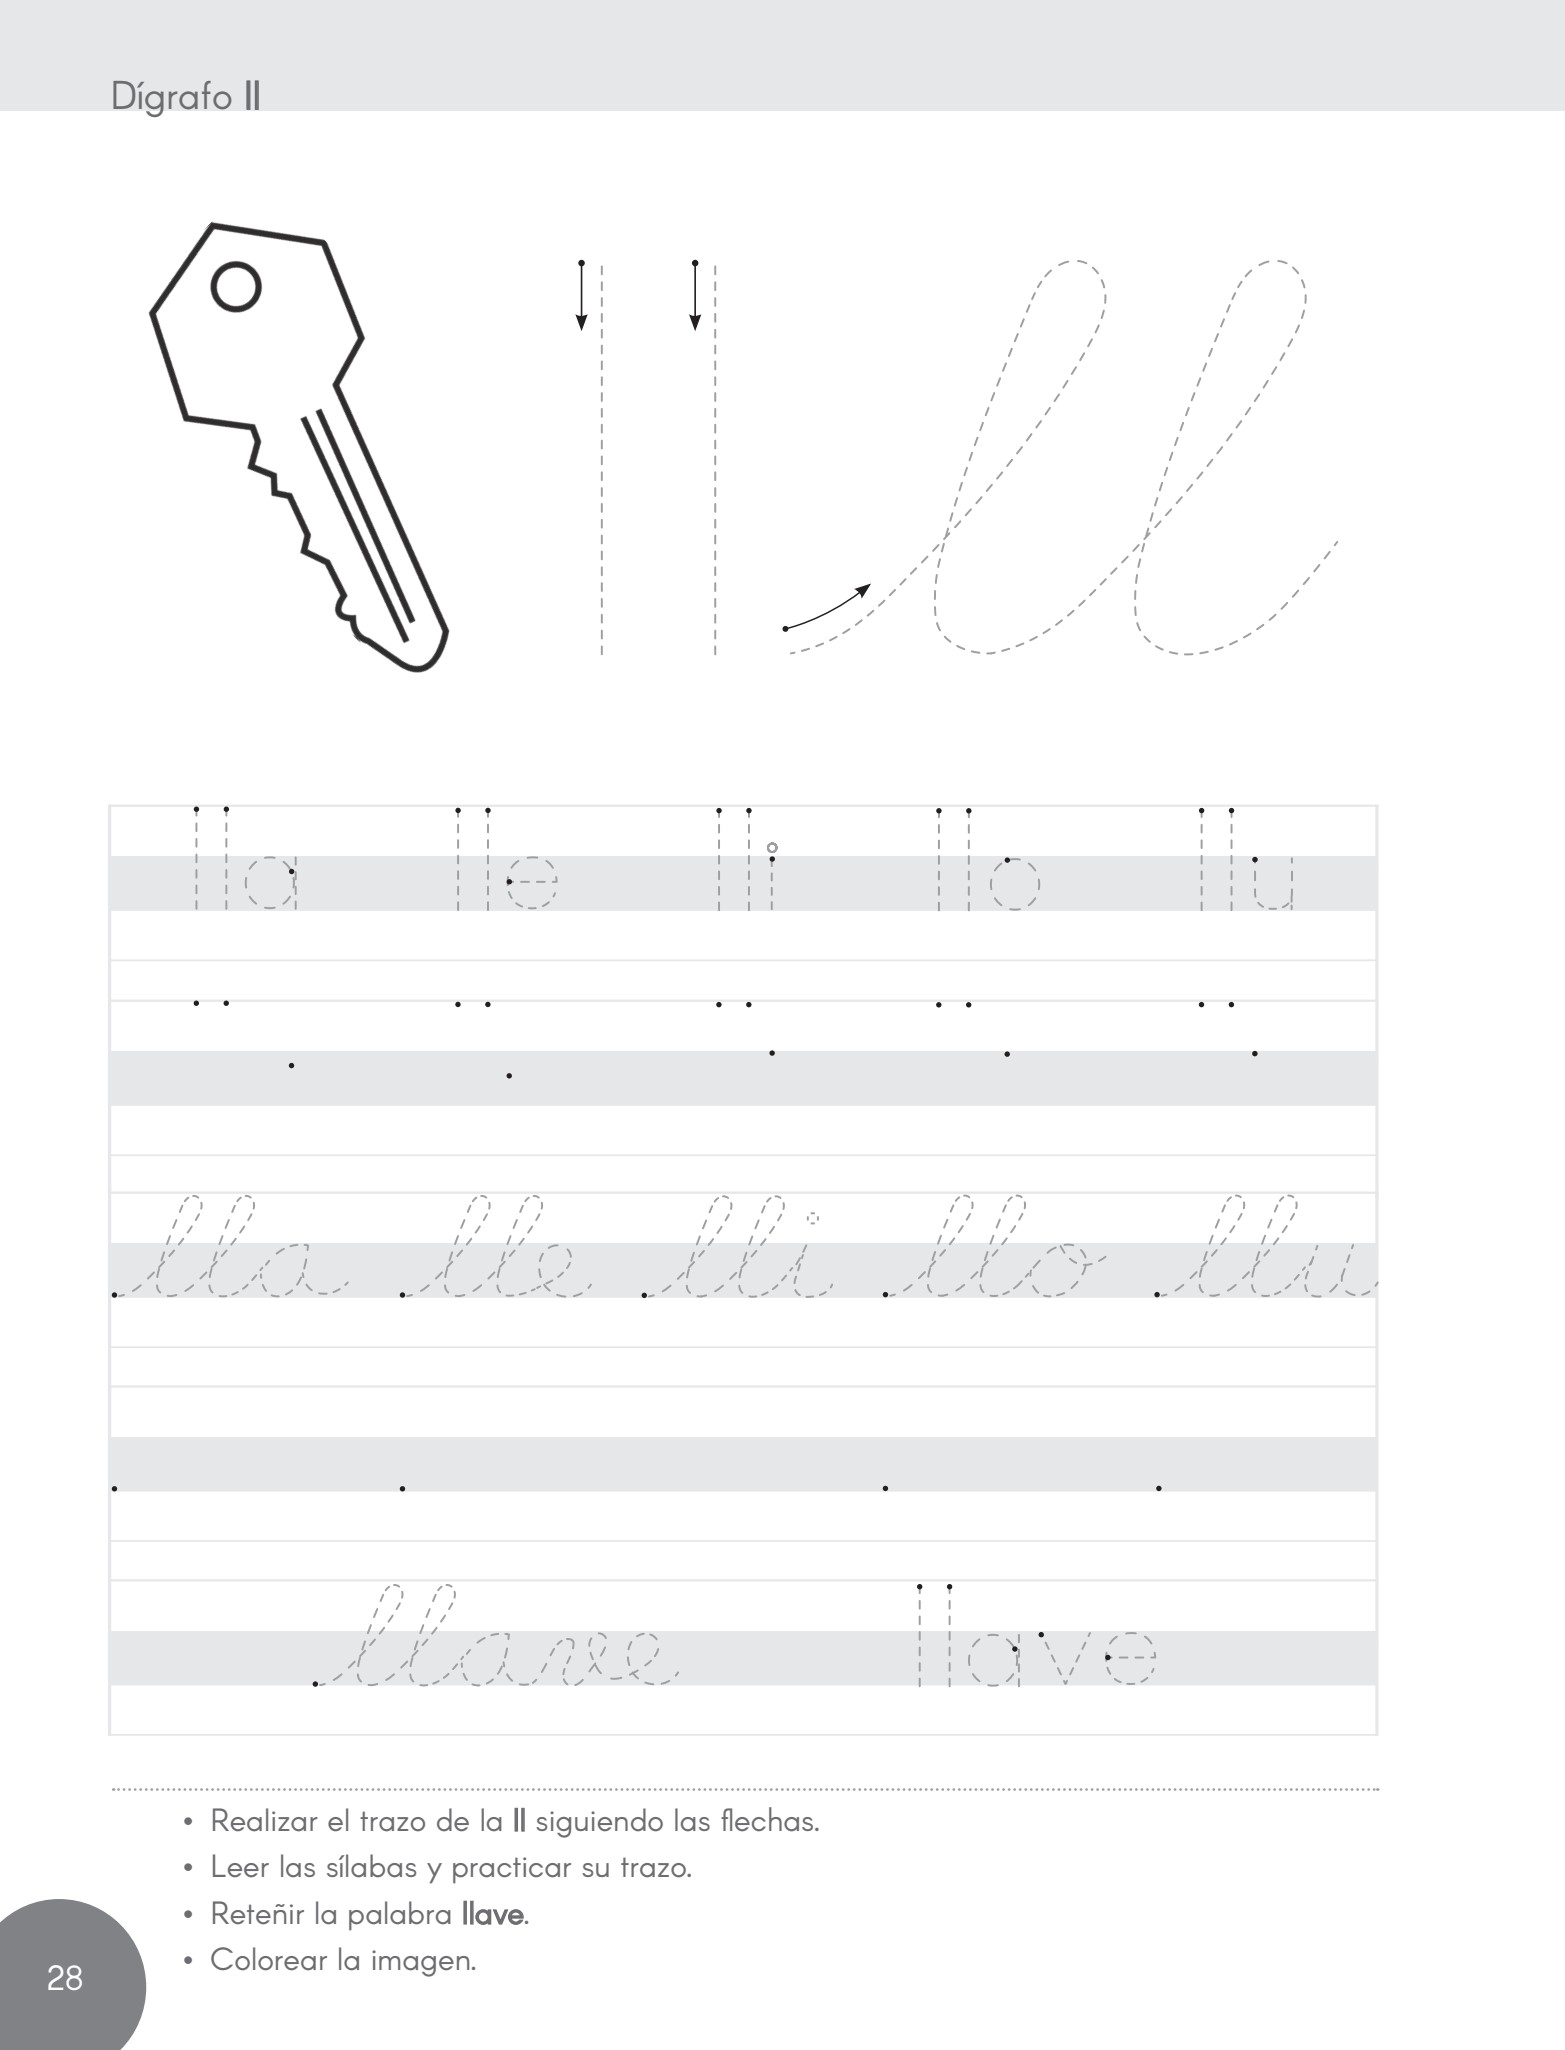 Dígrafo ll
ll ll
lla lle lli llo llu
lla lle lli llo llu
llave llave
• Realizar el trazo de la ll siguiendo las flechas.
• Leer las sílabas y practicar su trazo.
• Reteñir la palabra llave.
• Colorear la imagen.
28